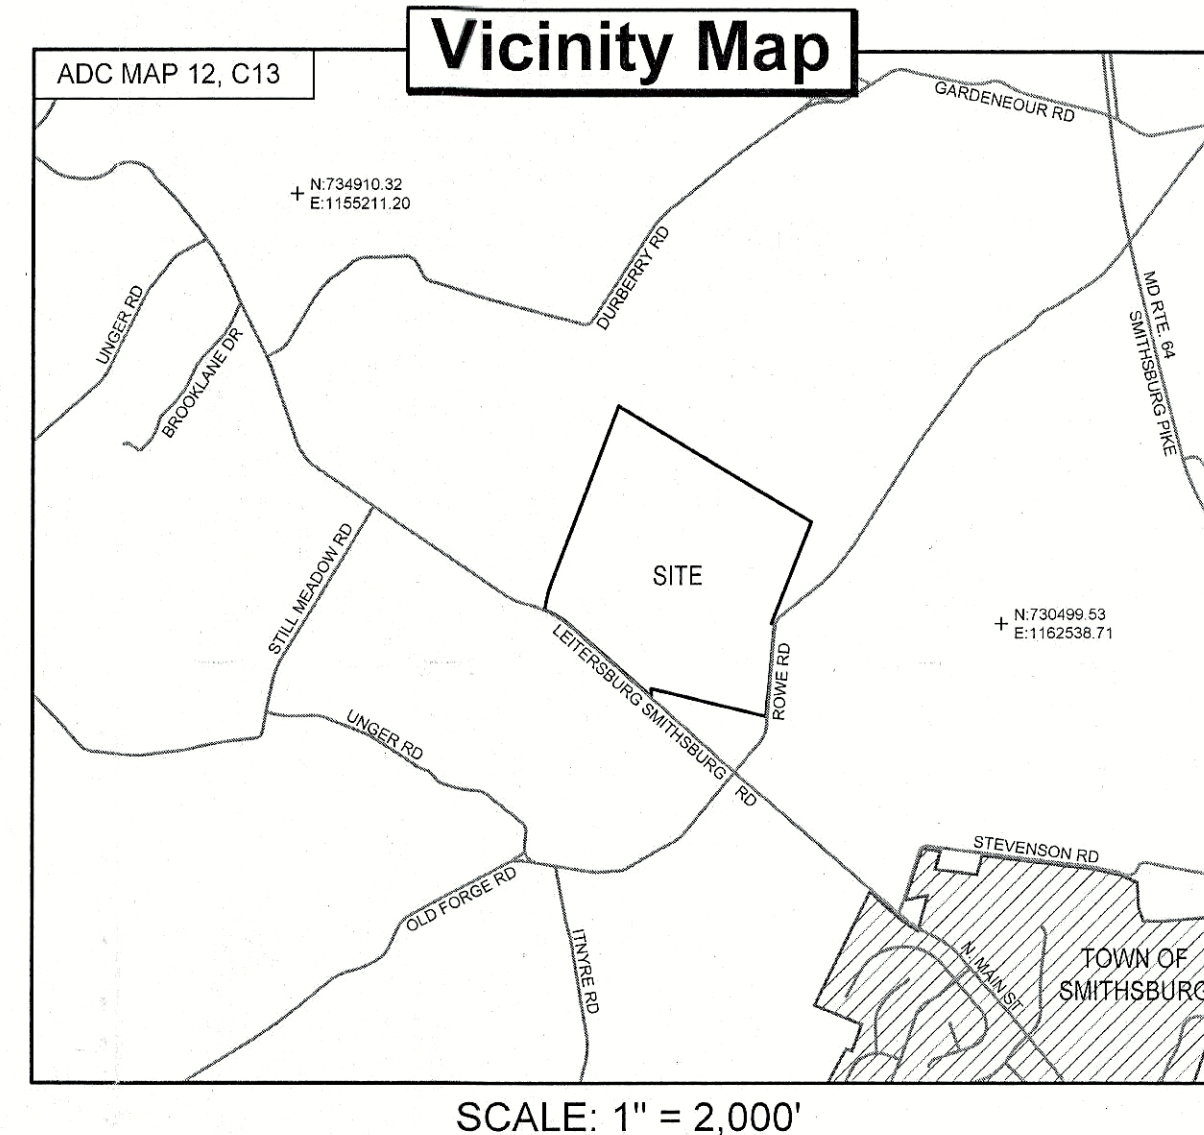 Vicinity Map
ADC MAP 12, C13
GARDENEOUR RD
N:734910.32
E:1155211.20
DURBERRY RD
UNGER RD
BROOKLANE DR
MD RTE. 64
SMITHSBURG PIKE
SITE
STILL MEADOW RD
N:730499.53
E:1162538.71
LEITERSBURG SMITHSBURG RD
ROWE RD
UNGER RD
STEVENSON RD
OLD FORGE RD
ITNYRE RD
N. MAIN ST
TOWN OF
SMITHSBURG
SCALE: 1" = 2,000'